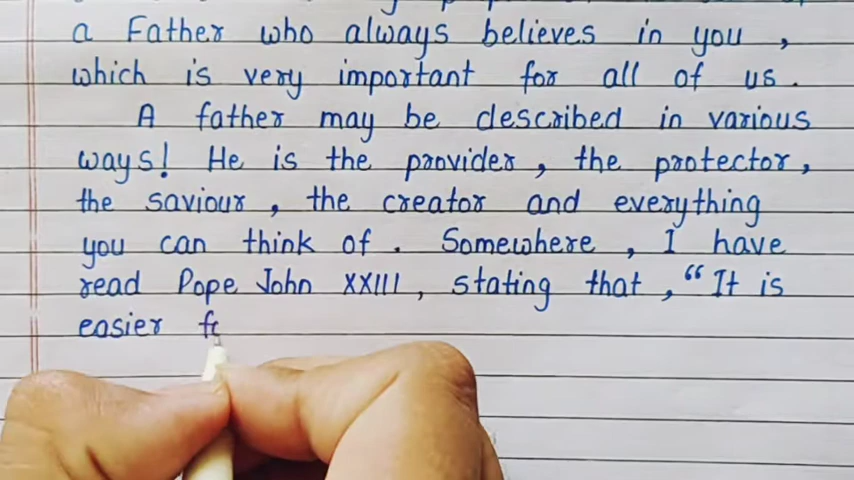 a Father who always believes in you ,
which is very important for all of us .
A father may be described in various
ways! He is the provider , the protector,
the saviour , the creator and everything
you can think of . Somewhere , I have
read Pope John XXIII , stating that , “It is
easier